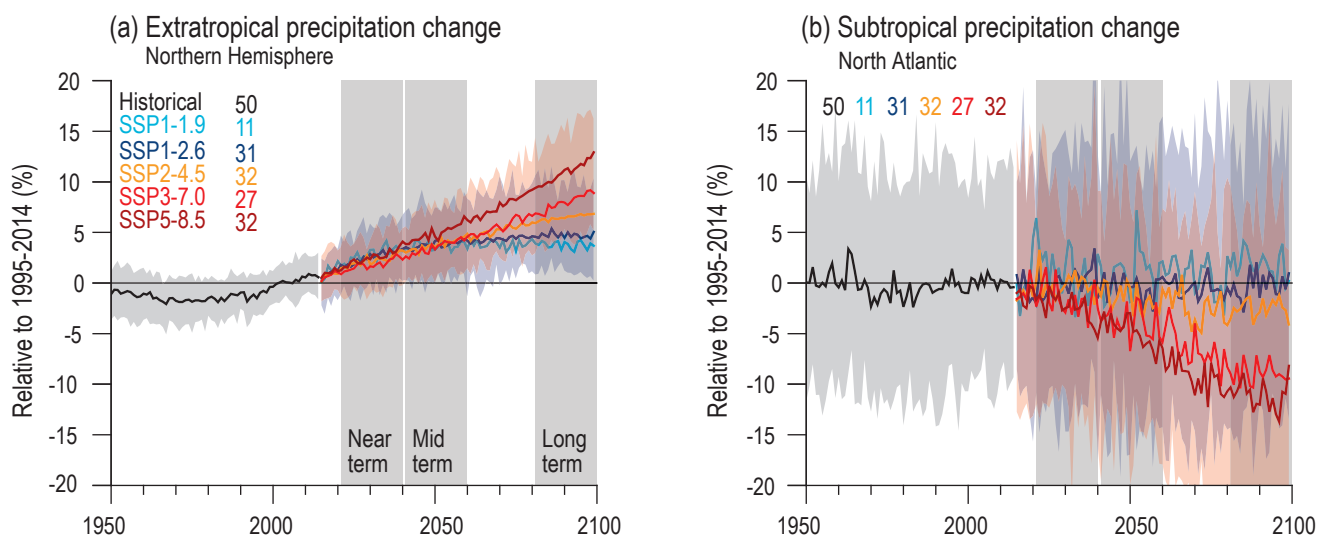 (a) Extratropical precipitation change
Northern Hemisphere
Relative to 1995-2014 (%)
20
15
10
5
0
-5
-10
-15
-20
Historical 50
SSP1-1.9 11
SSP1-2.6 31
SSP2-4.5 32
SSP3-7.0 27
SSP5-8.5 32
Near term
Mid term
Long term
1950 2000 2050 2100
(b) Subtropical precipitation change
North Atlantic
Relative to 1995-2014 (%)
20
15
10
5
0
-5
-10
-15
-20
50 11 31 32 27 32
1950 2000 2050 2100